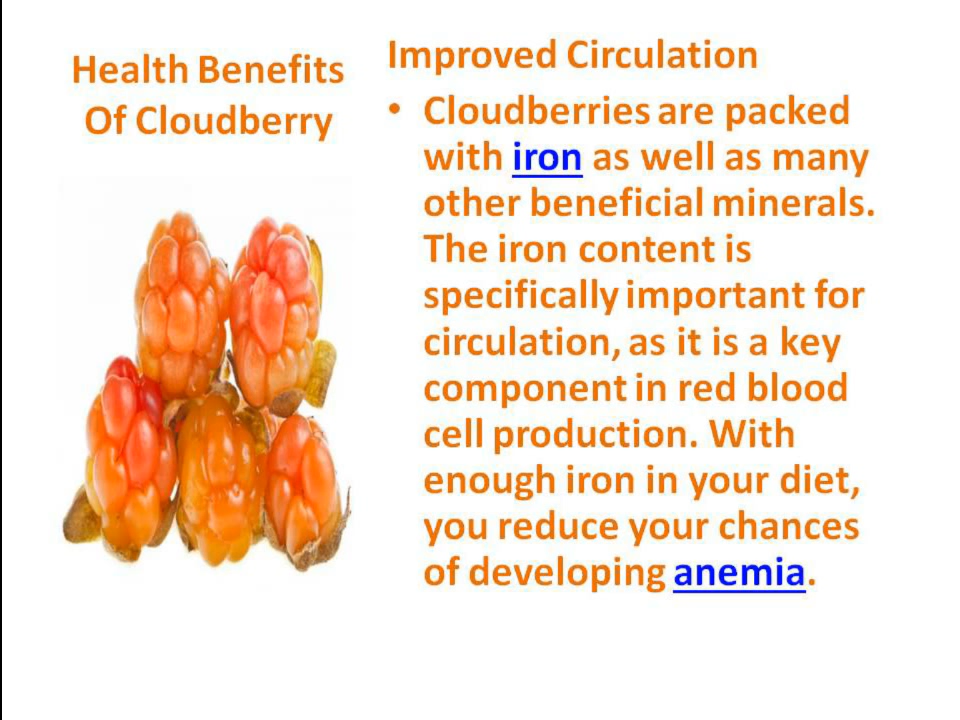 Health Benefits
Of Cloudberry
Improved Circulation
• Cloudberries are packed
with iron as well as many
other beneficial minerals.
The iron content is
specifically important for
circulation, as it is a key
component in red blood
cell production. With
enough iron in your diet,
you reduce your chances
of developing anemia.